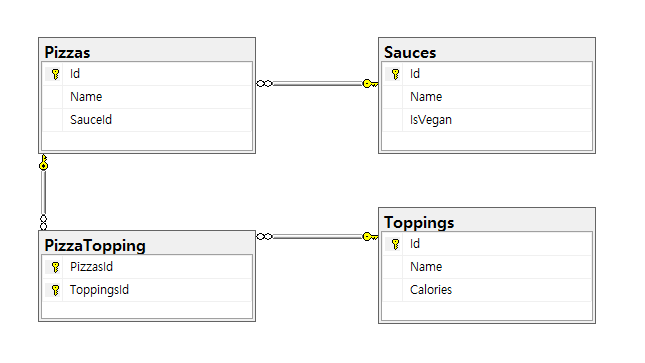 Pizzas
Id
Name
SauceId
Sauces
Id
Name
IsVegan
PizzaTopping
PizzasId
ToppingsId
Toppings
Id
Name
Calories